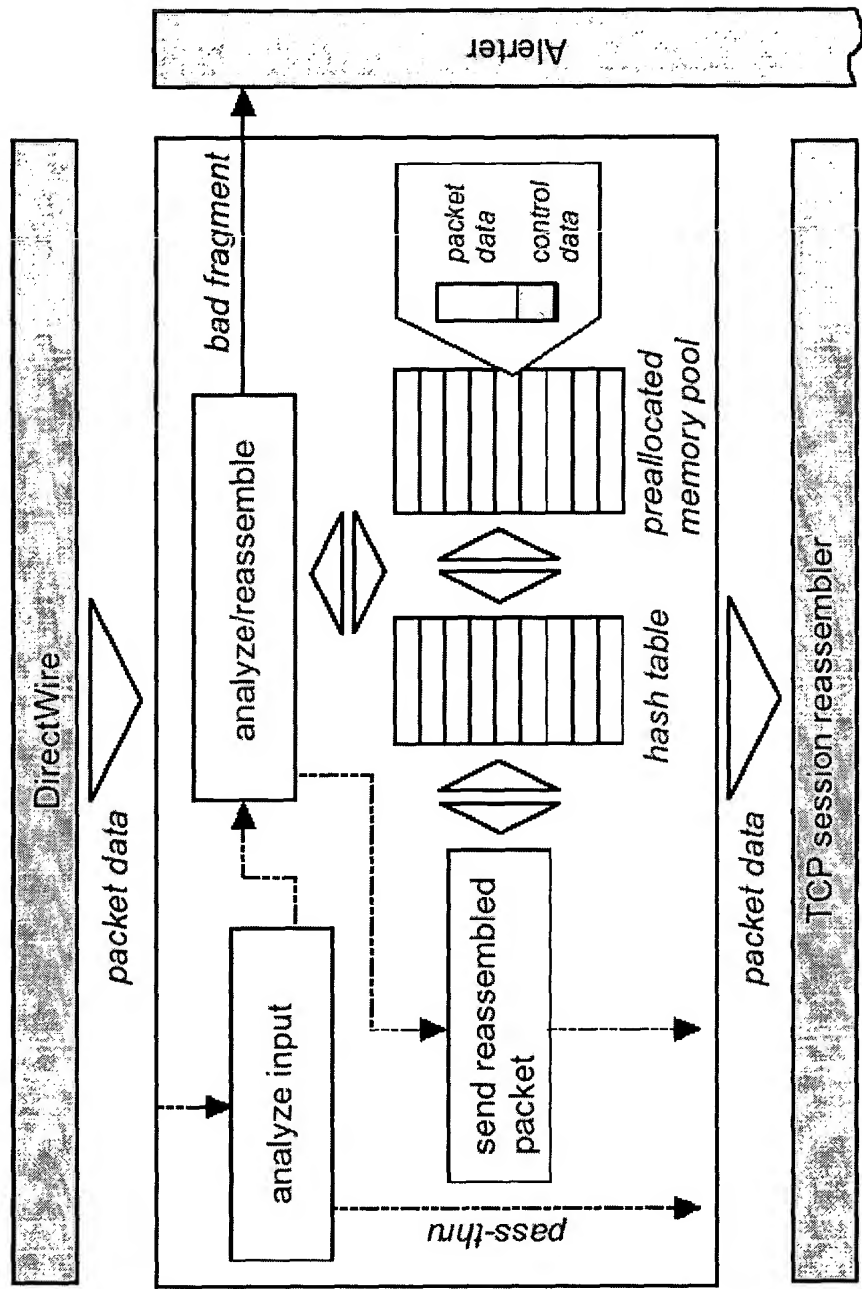 DirectWire
packet data
Alerter
bad fragment
analyze input
analyze/reassemble
pass-thru
send reassembled
packet
hash table
preallocated
memory pool
packet
data
control
data
packet data
TCP session reassembler